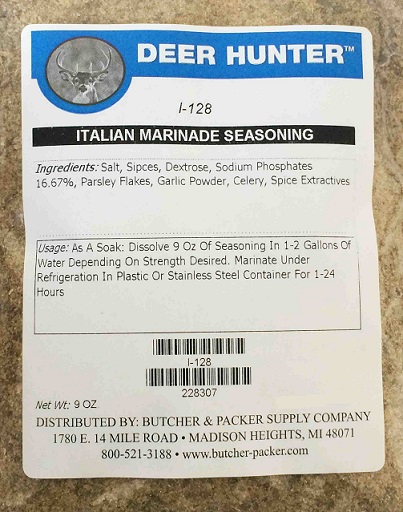 DEER HUNTER™
I-128
ITALIAN MARINADE SEASONING
Ingredients: Salt, Sipces, Dextrose, Sodium Phosphates
16.67%, Parsley Flakes, Garlic Powder, Celery, Spice Extractives
Usage: As A Soak: Dissolve 9 Oz Of Seasoning In 1-2 Gallons Of
Water Depending On Strength Desired. Marinate Under
Refrigeration In Plastic Or Stainless Steel Container For 1-24
Hours
I-128
228307
Net Wt: 9 OZ
DISTRIBUTED BY: BUTCHER & PACKER SUPPLY COMPANY
1780 E. 14 MILE ROAD • MADISON HEIGHTS, MI 48071
800-521-3188 • www.butcher-packer.com